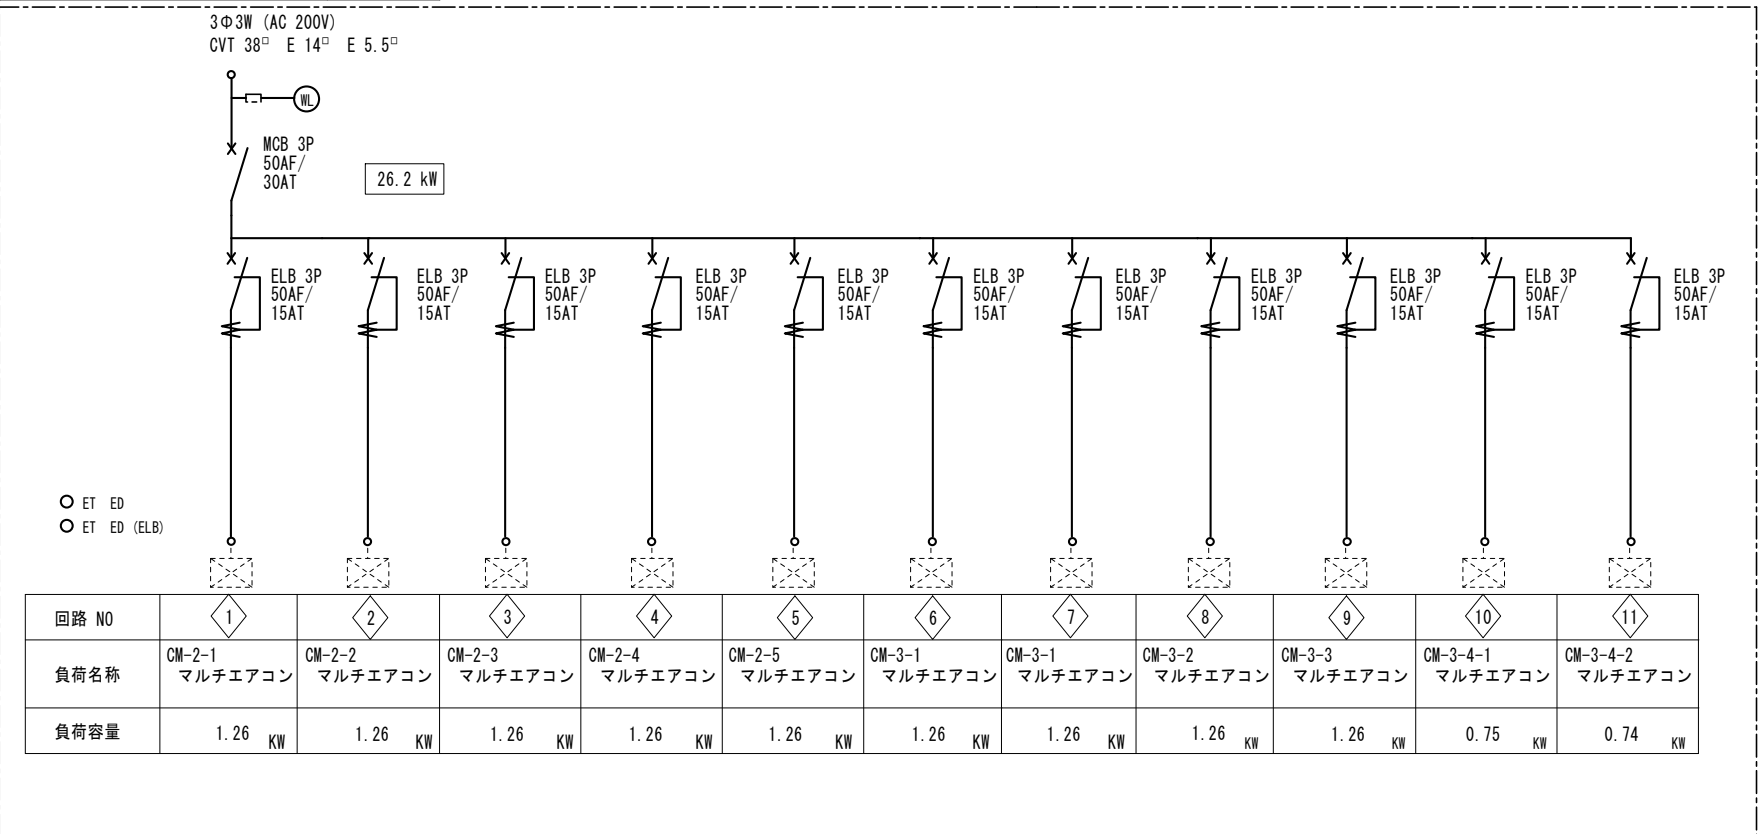 3Φ3W (AC 200V)
CVT 38□ E 14□ E 5.5□
WL
MCB 3P
50AF/
30AT
26.2 kW
ELB 3P
50AF/
15AT
ELB 3P
50AF/
15AT
ELB 3P
50AF/
15AT
ELB 3P
50AF/
15AT
ELB 3P
50AF/
15AT
ELB 3P
50AF/
15AT
ELB 3P
50AF/
15AT
ELB 3P
50AF/
15AT
ELB 3P
50AF/
15AT
ELB 3P
50AF/
15AT
ELB 3P
50AF/
15AT
ET ED
ET ED (ELB)
回路 NO 1 2 3 4 5 6 7 8 9 10 11
負荷名称
CM-2-1
マルチエアコン
CM-2-2
マルチエアコン
CM-2-3
マルチエアコン
CM-2-4
マルチエアコン
CM-2-5
マルチエアコン
CM-3-1
マルチエアコン
CM-3-1
マルチエアコン
CM-3-2
マルチエアコン
CM-3-3
マルチエアコン
CM-3-4-1
マルチエアコン
CM-3-4-2
マルチエアコン
負荷容量 1.26 KW 1.26 KW 1.26 KW 1.26 KW 1.26 KW 1.26 KW 1.26 KW 1.26 KW 1.26 KW 0.75 KW 0.74 KW